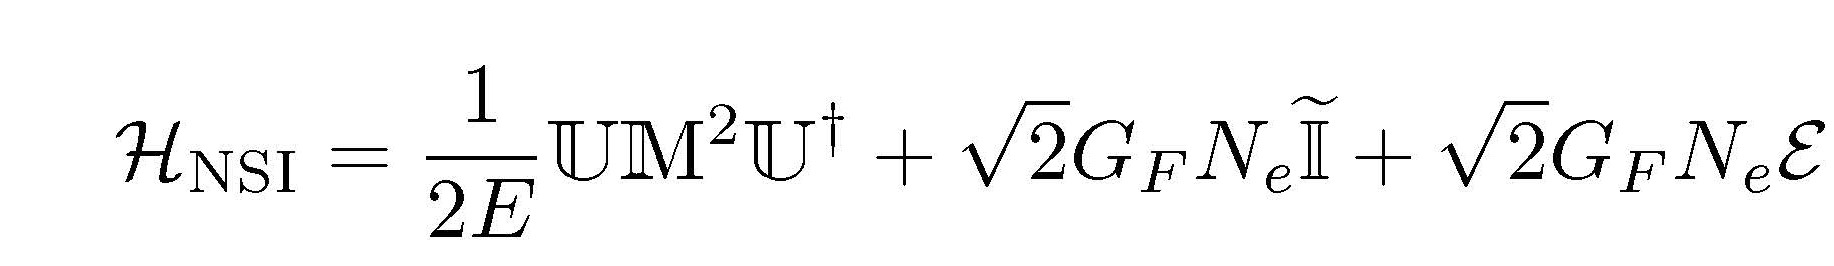 $\mathcal{H}_{\mathrm{NSI}} = \frac{1}{2E} \mathbb{U}\mathbb{M}^2\mathbb{U}^\dagger + \sqrt{2} G_F N_e \widetilde{\mathbb{I}} + \sqrt{2} G_F N_e \mathcal{E}$